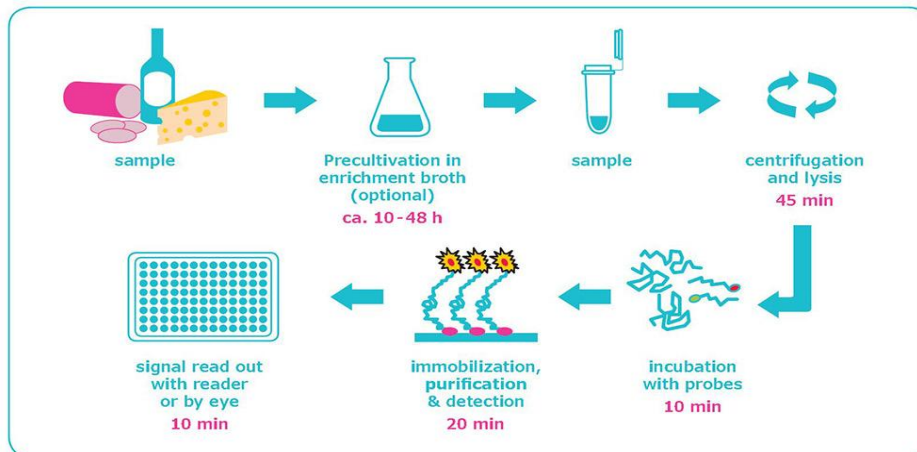 sample
Precultivation in
enrichment broth
(optional)
ca. 10-48 h
sample
centrifugation
and lysis
45 min
signal read out
with reader
or by eye
10 min
immobilization,
purification
& detection
20 min
incubation
with probes
10 min